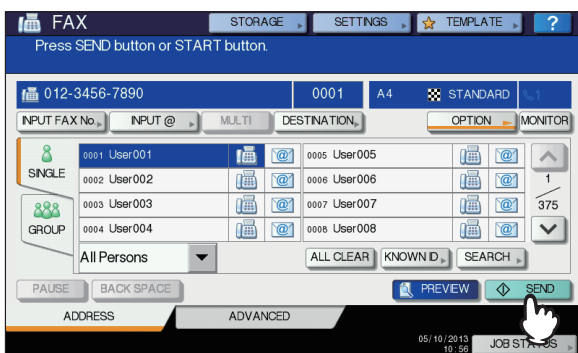 FAX STORAGE SETTINGS TEMPLATE ?
Press SEND button or START button.
012-3456-7890 0001 A4 STANDARD 1
INPUT FAX No. INPUT @ MULTI DESTINATION OPTION MONITOR
SINGLE
0001 User001 @ 0005 User005 @
0002 User002 @ 0006 User006 @
1
0003 User003 @ 0007 User007 @
375
GROUP
0004 User004 @ 0008 User008 @
All Persons ALL CLEAR KNOWN ID SEARCH
PAUSE BACK SPACE PREVIEW SEND
ADDRESS ADVANCED
05/10/2013
10:56
JOB STATUS